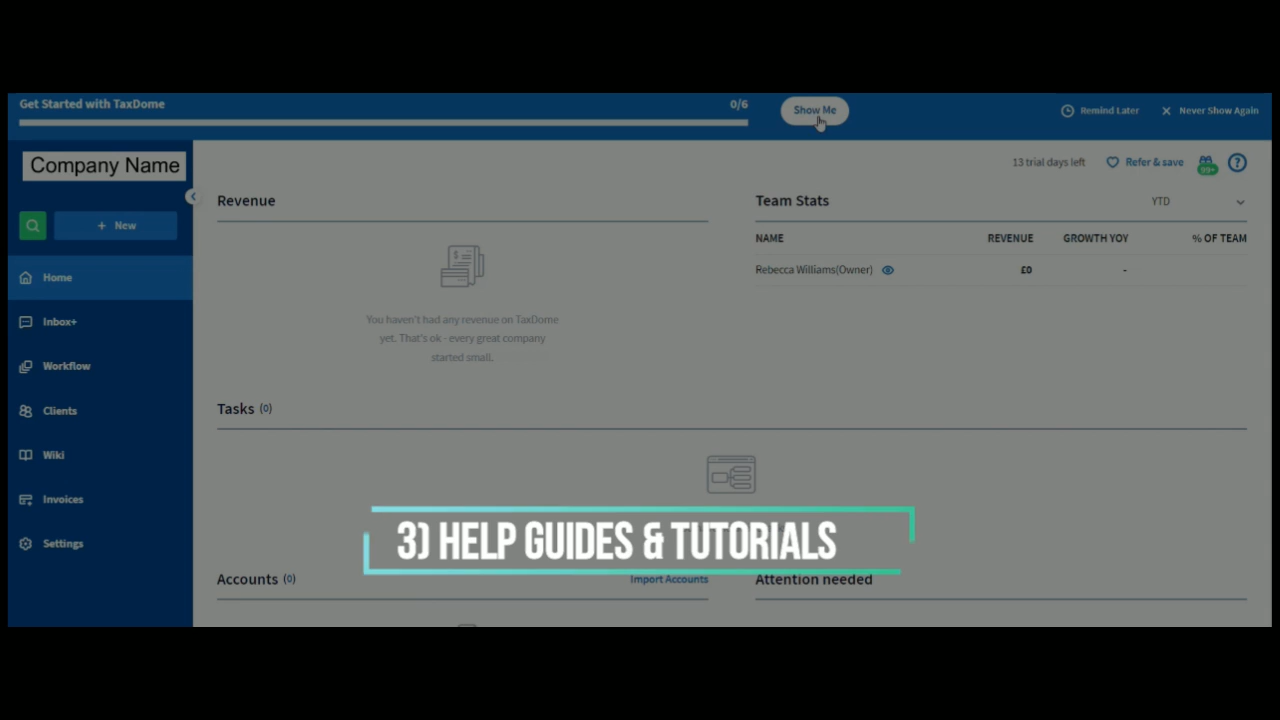 Get Started with TaxDome
0/6
Show Me
Remind Later
Never Show Again
Company Name
13 trial days left
Refer & save
99+
?
+ New
Home
Inbox+
Workflow
Clients
Wiki
Invoices
Settings
Revenue
You haven't had any revenue on TaxDome
yet. That's ok - every great company
started small.
Team Stats
YTD
NAME REVENUE GROWTH YOY % OF TEAM
Rebecca Williams(Owner) £0 -
Tasks (0)
3) HELP GUIDES & TUTORIALS
Accounts (0)
Import Accounts
Attention needed